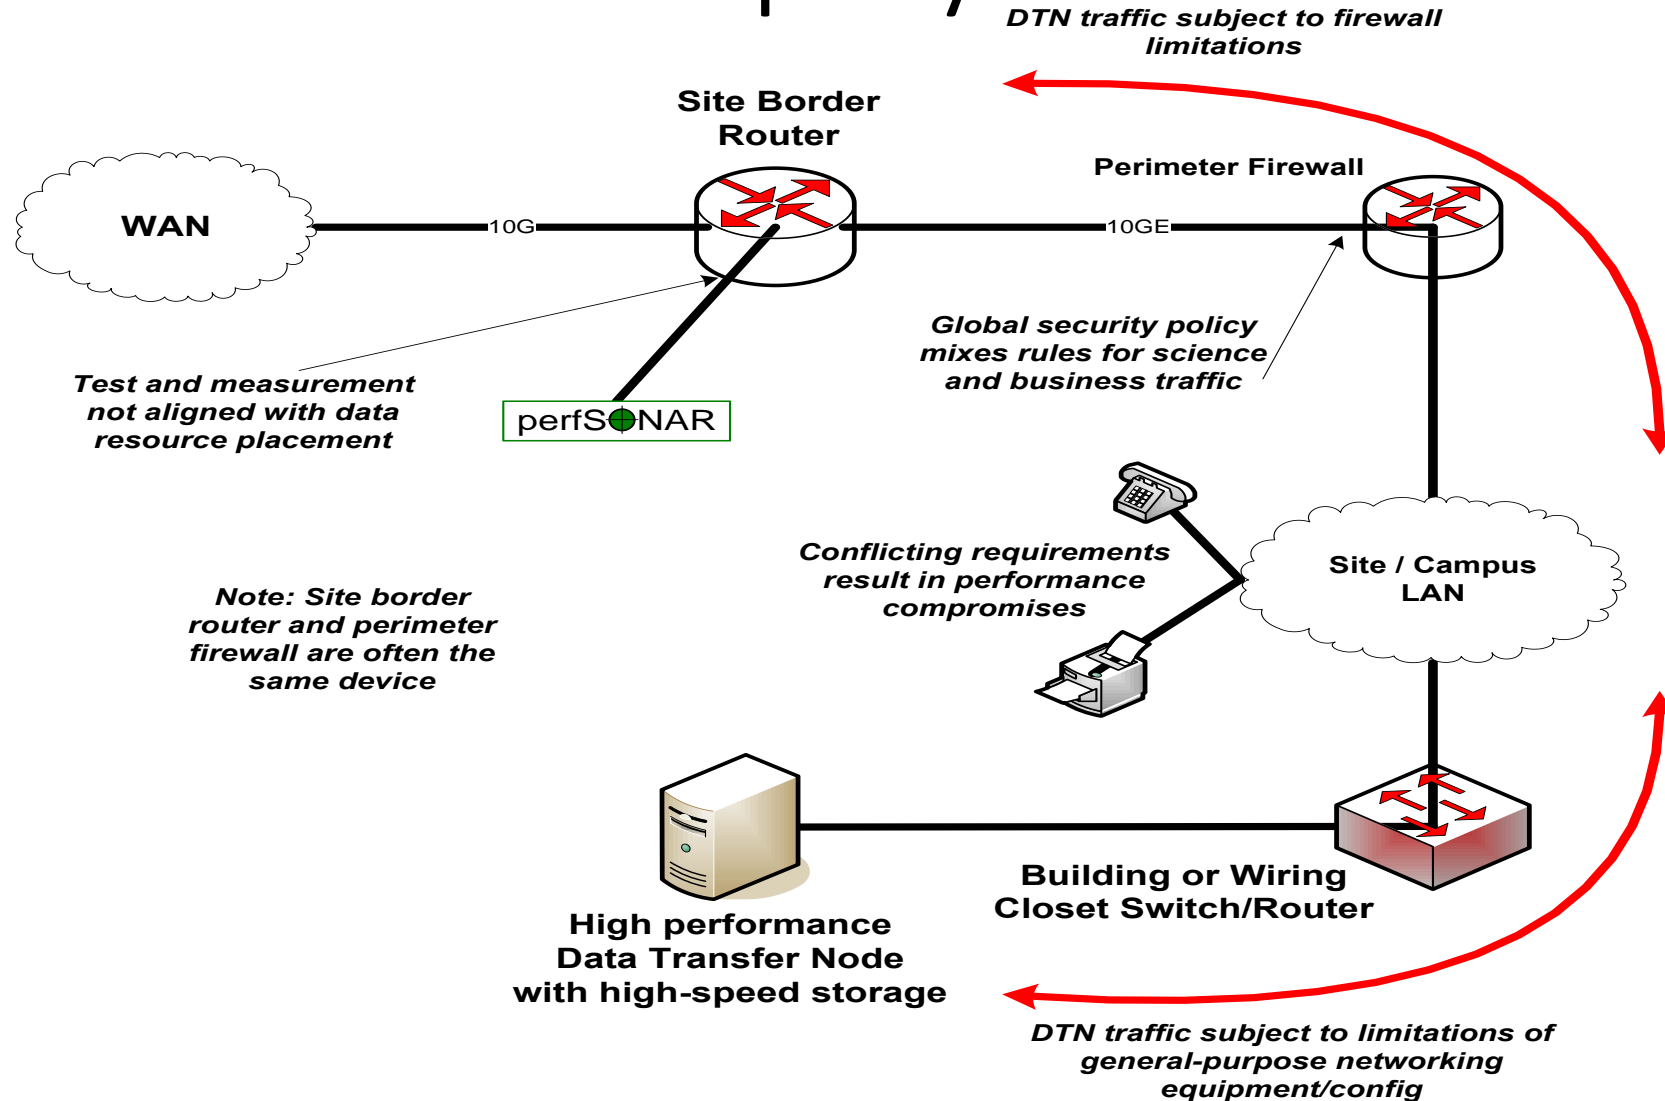 DTN traffic subject to firewall
limitations
Site Border
Router
Perimeter Firewall
WAN
10G
10GE
Global security policy
mixes rules for science
and business traffic
Test and measurement
not aligned with data
resource placement
perfSONAR
Conflicting requirements
result in performance
compromises
Site / Campus
LAN
Note: Site border
router and perimeter
firewall are often the
same device
Building or Wiring
Closet Switch/Router
High performance
Data Transfer Node
with high-speed storage
DTN traffic subject to limitations of
general-purpose networking
equipment/config